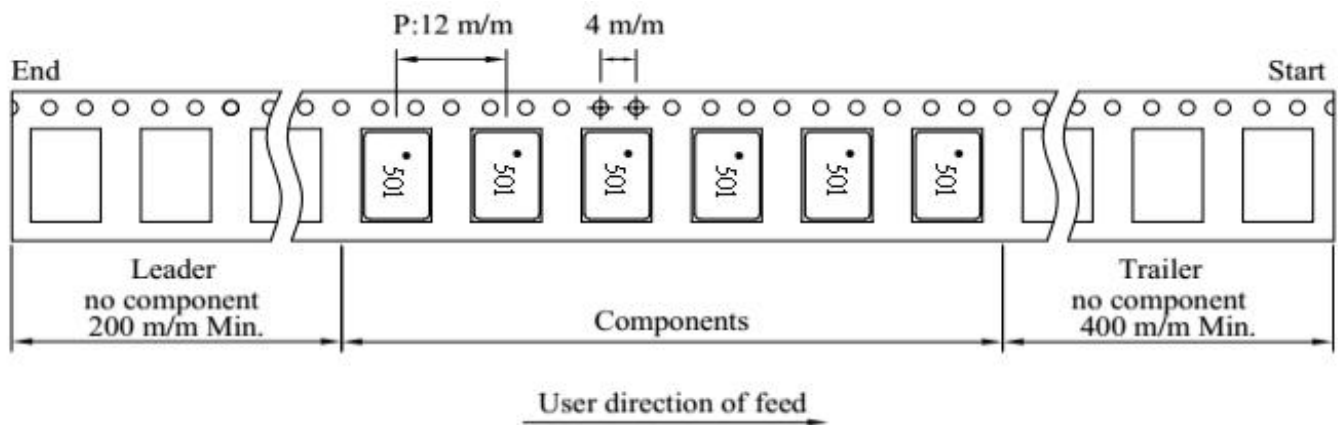 P:12 m/m
4 m/m
End
Start
501
501
501
501
501
501
Leader
no component
200 m/m Min.
Components
Trailer
no component
400 m/m Min.
User direction of feed